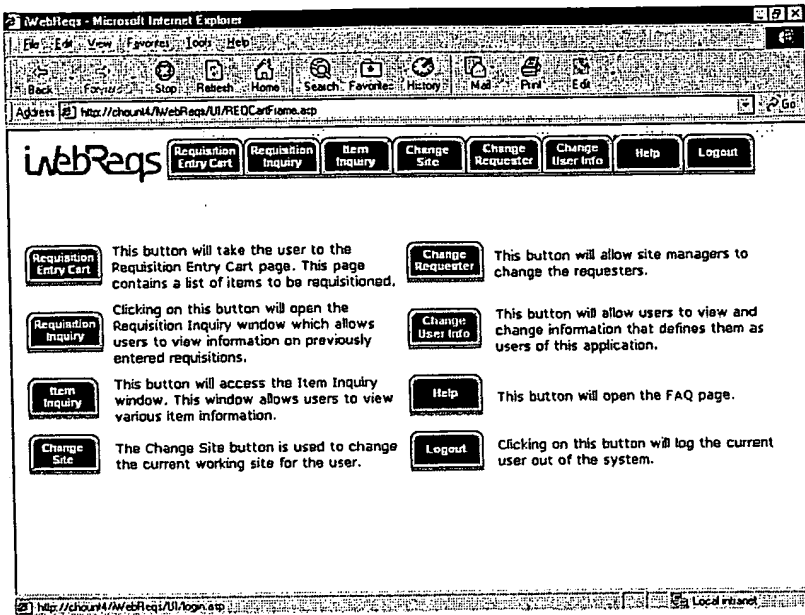 iWebReqs - Microsoft Internet Explorer
File Edit View Favorites Tools Help
Back Forward Stop Refresh Home Search Favorites History Mail Print Edit
Address http://chount4/iWebReqs/UI/REQCartFrame.asp Go
iWebReqs Requisition Entry Cart Requisition Inquiry Item Inquiry Change Site Change Requester Change User Info Help Logout
Requisition
Entry Cart
This button will take the user to the
Requisition Entry Cart page. This page
contains a list of items to be requisitioned.
Requisition
Inquiry
Clicking on this button will open the
Requisition Inquiry window which allows
users to view information on previously
entered requisitions.
Item
Inquiry
This button will access the Item Inquiry
window. This window allows users to view
various item information.
Change
Site
The Change Site button is used to change
the current working site for the user.
Change
Requester
This button will allow site managers to
change the requesters.
Change
User Info
This button will allow users to view and
change information that defines them as
users of this application.
Help
This button will open the FAQ page.
Logout
Clicking on this button will log the current
user out of the system.
http://chount4/iWebReqs/UI/login.asp Local intranet